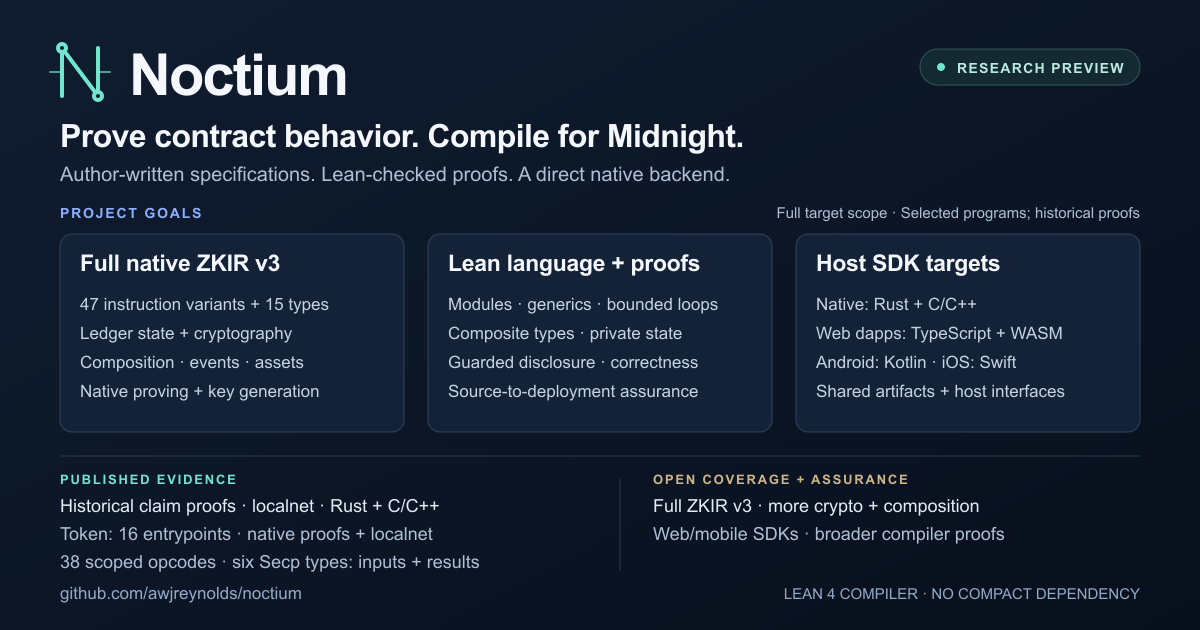 Noctium
RESEARCH PREVIEW
Prove contract behavior. Compile for Midnight.
Author-written specifications. Lean-checked proofs. A direct native backend.
PROJECT GOALS
Full target scope · Selected programs; historical proofs
Full native ZKIR v3
47 instruction variants + 15 types
Ledger state + cryptography
Composition · events · assets
Native proving + key generation
Lean language + proofs
Modules · generics · bounded loops
Composite types · private state
Guarded disclosure · correctness
Source-to-deployment assurance
Host SDK targets
Native: Rust + C/C++
Web dapps: TypeScript + WASM
Android: Kotlin · iOS: Swift
Shared artifacts + host interfaces
PUBLISHED EVIDENCE
Historical claim proofs · localnet · Rust + C/C++
Token: 16 entrypoints · native proofs + localnet
38 scoped opcodes · six Secp types: inputs + results
OPEN COVERAGE + ASSURANCE
Full ZKIR v3 · more crypto + composition
Web/mobile SDKs · broader compiler proofs
github.com/awjreynolds/noctium
LEAN 4 COMPILER · NO COMPACT DEPENDENCY